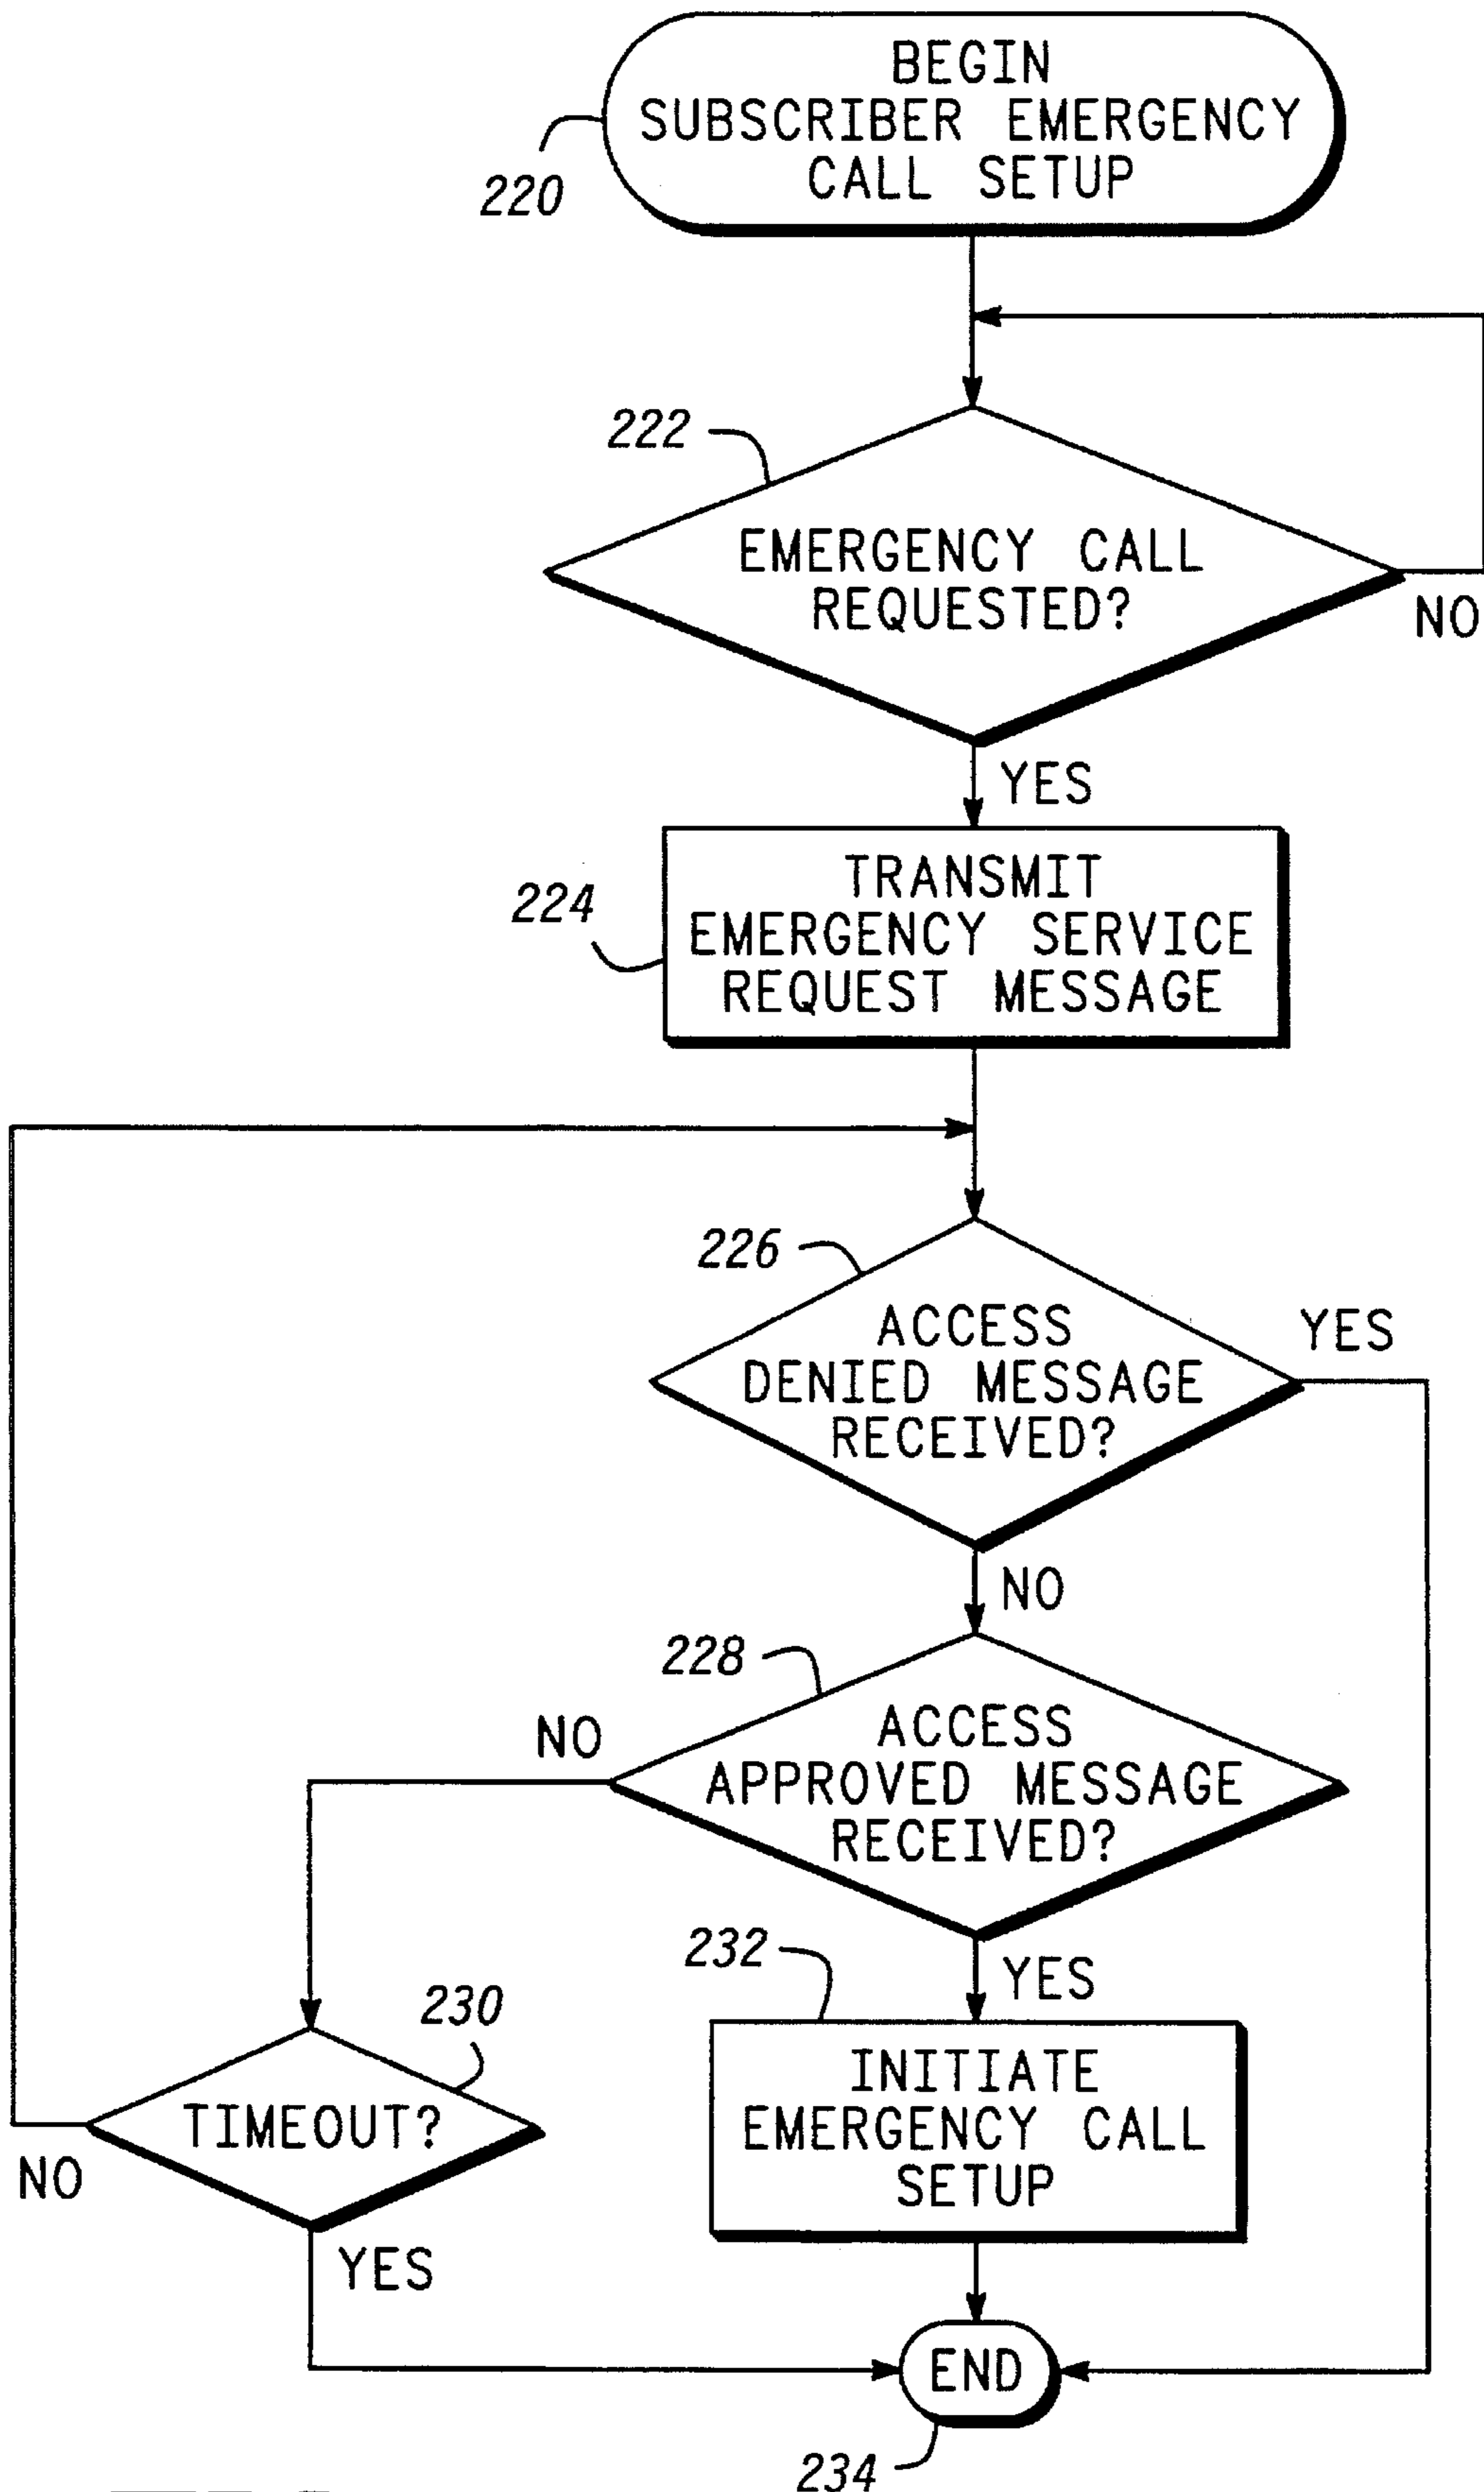 BEGIN
SUBSCRIBER EMERGENCY
CALL SETUP
220
222
EMERGENCY CALL
REQUESTED?
NO
YES
224
TRANSMIT
EMERGENCY SERVICE
REQUEST MESSAGE
226
ACCESS
DENIED MESSAGE
RECEIVED?
YES
NO
228
ACCESS
APPROVED MESSAGE
RECEIVED?
NO
YES
230
TIMEOUT?
NO
YES
232
INITIATE
EMERGENCY CALL
SETUP
END
234